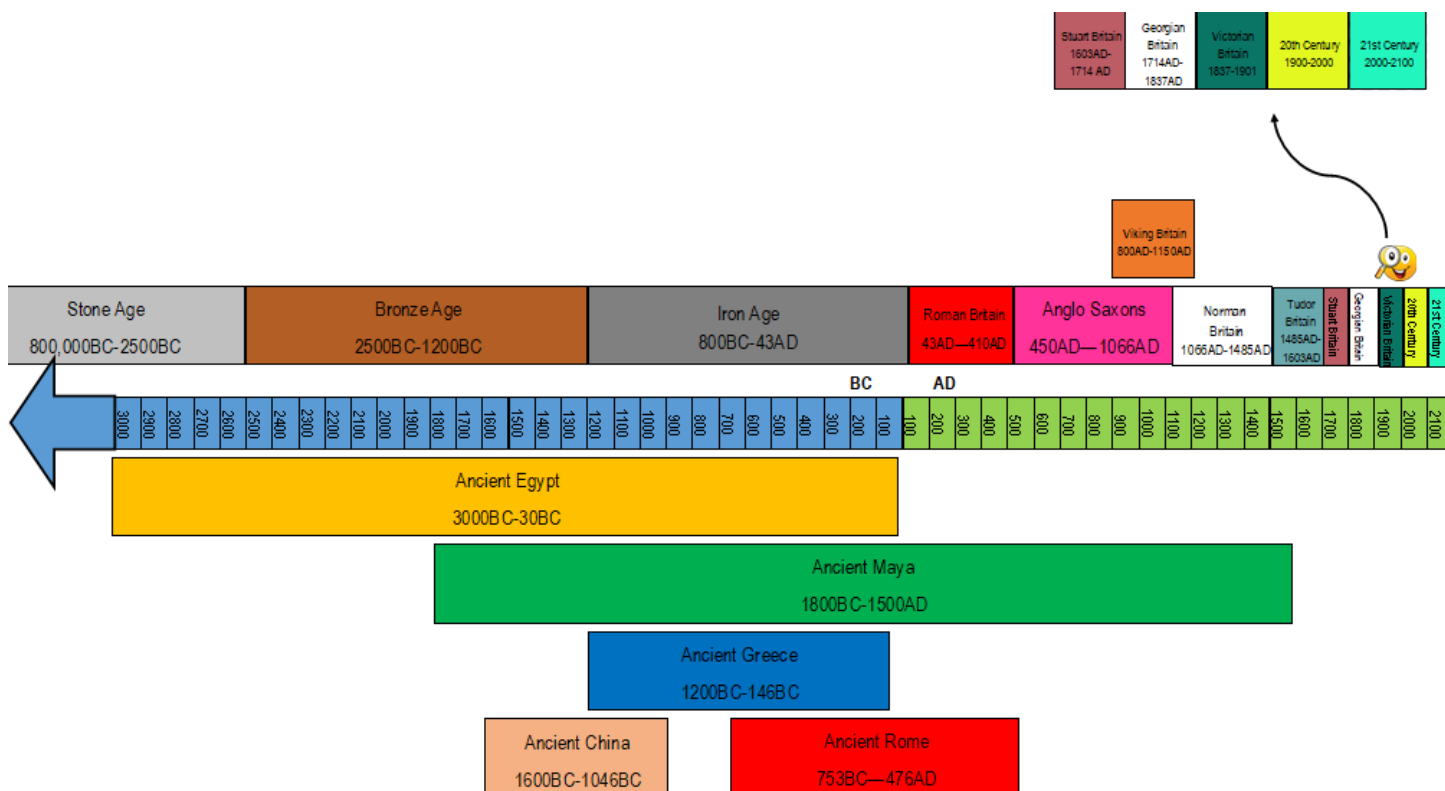 Stuart Britain
1603AD-
1714 AD
Georgian
Britain
1714AD-
1837AD
Victorian
Britain
1837-1901
20th Century
1900-2000
21st Century
2000-2100
Viking Britain
800AD-1150AD
Stone Age
800,000BC-2500BC
Bronze Age
2500BC-1200BC
Iron Age
800BC-43AD
Roman Britain
43AD—410AD
Anglo Saxons
450AD—1066AD
Norman
Britain
1066AD-1485AD
Tudor
Britain
1485AD-
1603AD
Stuart Britain
Georgian Britain
Victorian Britain
20th Century
21st Century
BC AD
3000 2900 2800 2700 2600 2500 2400 2300 2200 2100 2000 1900 1800 1700 1600 1500 1400 1300 1200 1100 1000 900 800 700 600 500 400 300 200 100 100 200 300 400 500 600 700 800 900 1000 1100 1200 1300 1400 1500 1600 1700 1800 1900 2000 2100
Ancient Egypt
3000BC-30BC
Ancient Maya
1800BC-1500AD
Ancient Greece
1200BC-146BC
Ancient China
1600BC-1046BC
Ancient Rome
753BC—476AD